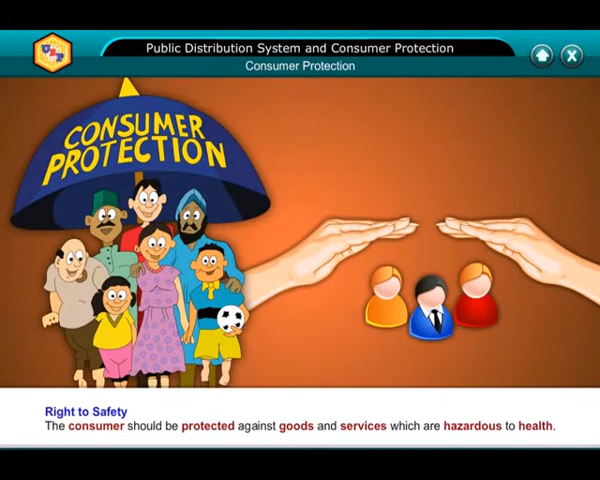 Public Distribution System and Consumer Protection
Consumer Protection
X
CONSUMER
PROTECTION
Right to Safety
The consumer should be protected against goods and services which are hazardous to health.